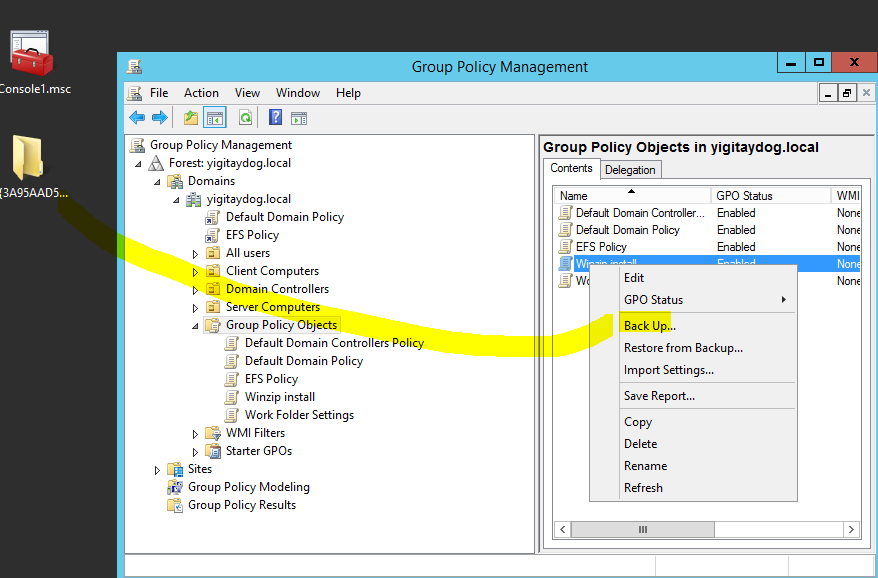 Console1.msc
{3A95AAD5...
Group Policy Management
File Action View Window Help
Group Policy Management
Forest: yigitaydog.local
Domains
yigitaydog.local
Default Domain Policy
EFS Policy
All users
Client Computers
Domain Controllers
Server Computers
Group Policy Objects
Default Domain Controllers Policy
Default Domain Policy
EFS Policy
Winzip install
Work Folder Settings
WMI Filters
Starter GPOs
Sites
Group Policy Modeling
Group Policy Results
Group Policy Objects in yigitaydog.local
Contents Delegation
Name GPO Status WMI
Default Domain Controller... Enabled None
Default Domain Policy Enabled None
EFS Policy Enabled None
Winzip install Enabled None
Wo None
Edit
GPO Status
Back Up...
Restore from Backup...
Import Settings...
Save Report...
Copy
Delete
Rename
Refresh